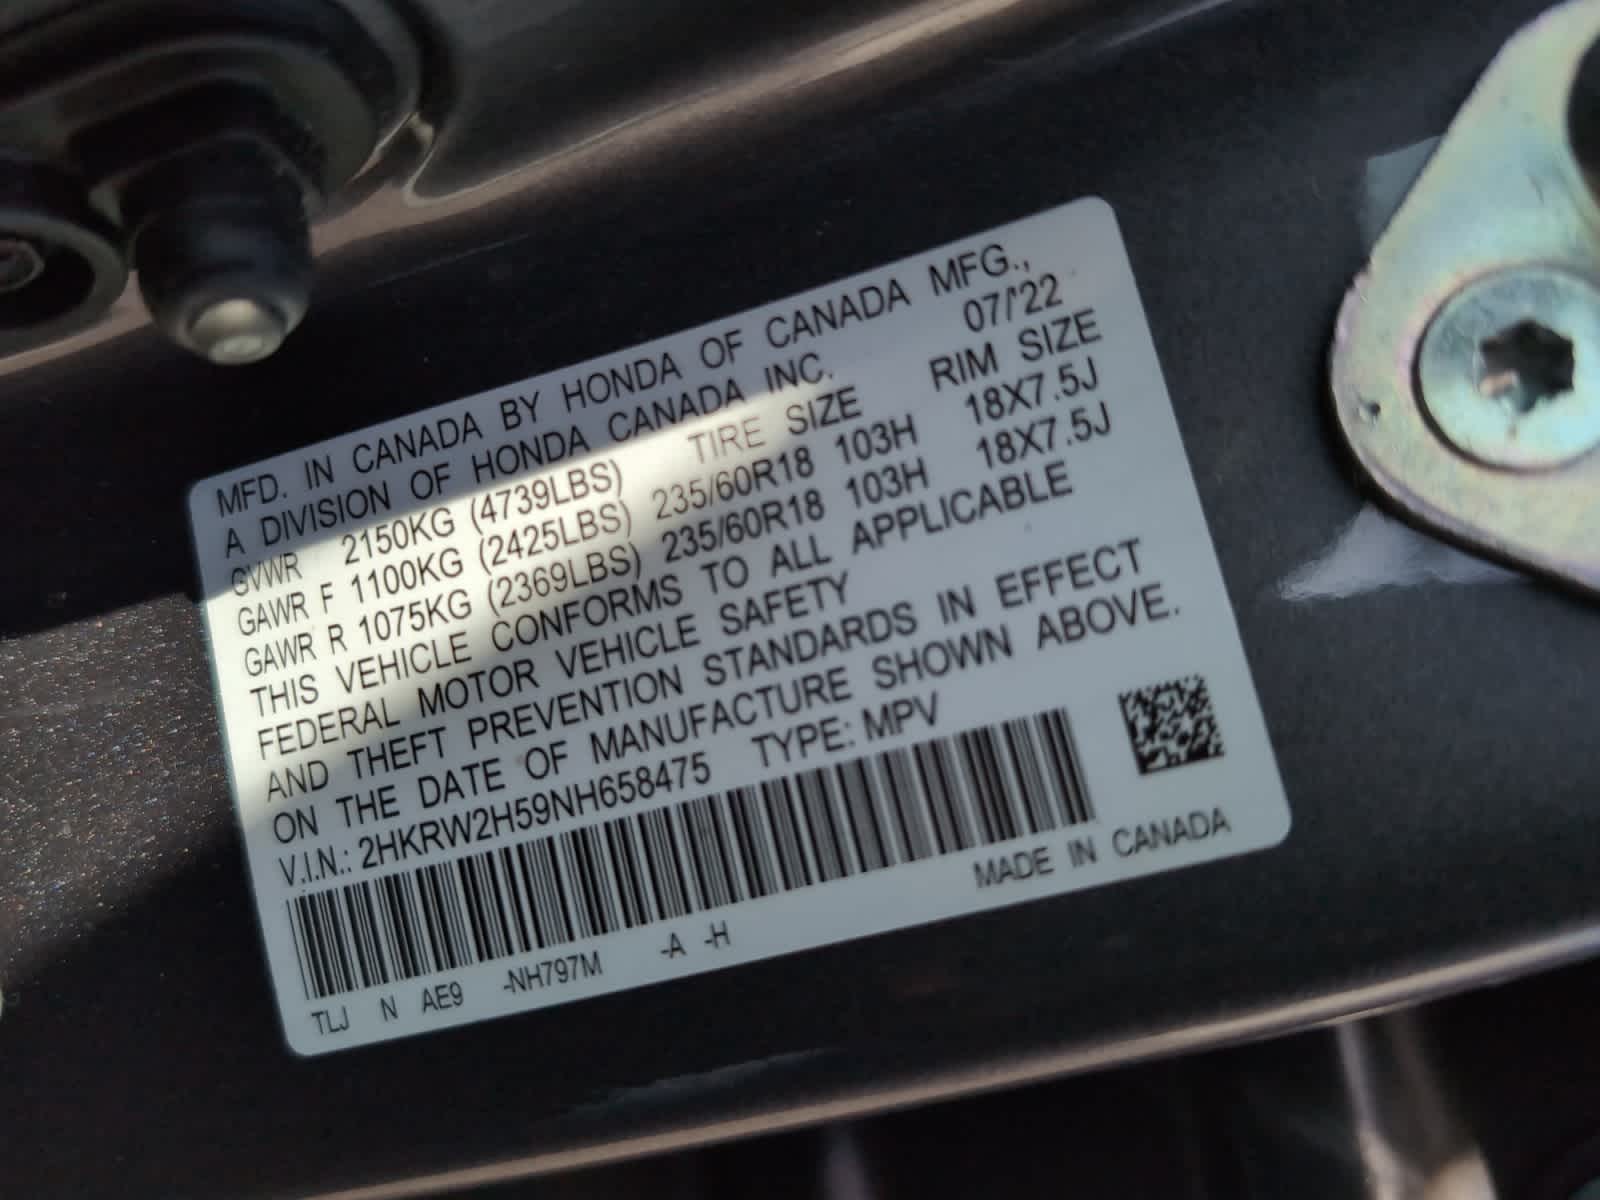 MFD. IN CANADA BY HONDA OF CANADA MFG.,
A DIVISION OF HONDA CANADA INC. 07/'22
GVWR 2150KG (4739LBS) TIRE SIZE RIM SIZE
GAWR F 1100KG (2425LBS) 235/60R18 103H 18X7.5J
GAWR R 1075KG (2369LBS) 235/60R18 103H 18X7.5J
THIS VEHICLE CONFORMS TO ALL APPLICABLE
FEDERAL MOTOR VEHICLE SAFETY
AND THEFT PREVENTION STANDARDS IN EFFECT
ON THE DATE OF MANUFACTURE SHOWN ABOVE.
V.I.N.: 2HKRW2H59NH658475 TYPE: MPV
MADE IN CANADA
TLJ N AE9 -NH797M -A -H